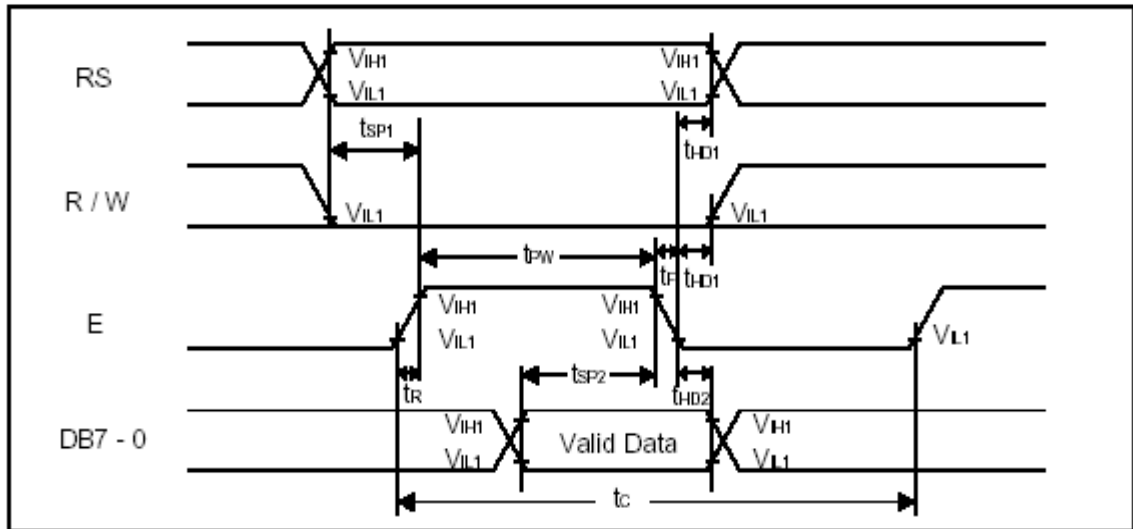 RS
VIH1
VIL1
VIH1
VIL1
tSP1
tHD1
R / W
VIL1
VIL1
tPW
tF
tHD1
E
VIH1
VIL1
VIH1
VIL1
VIL1
tR
tSP2
tHD2
DB7 - 0
VIH1
VIL1
Valid Data
VIH1
VIL1
tC